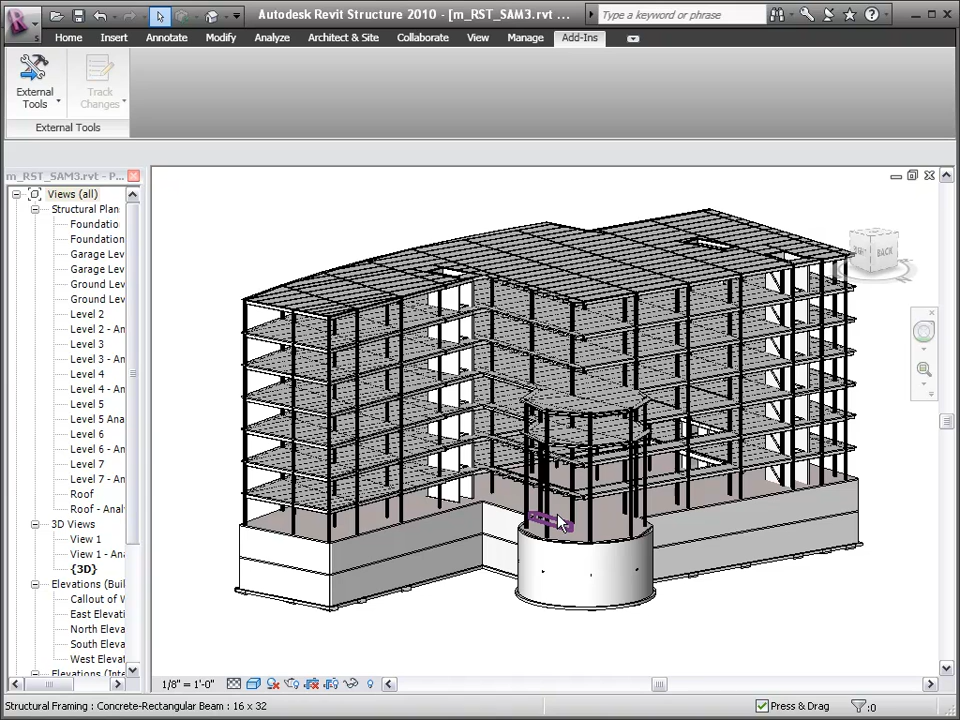 Autodesk Revit Structure 2010 - [m_RST_SAM3.rvt ...
Type a keyword or phrase
Home Insert Annotate Modify Analyze Architect & Site Collaborate View Manage Add-Ins
External Tools
Track Changes
External Tools
m_RST_SAM3.rvt - P...
Views (all)
Structural Plan
Foundatio
Foundation
Garage Lev
Garage Lev
Ground Lev
Ground Lev
Level 2
Level 2 - An
Level 3
Level 3 - An
Level 4
Level 4 - An
Level 5
Level 5 Ana
Level 6
Level 6 - An
Level 7
Level 7 - An
Roof
Roof - Anal
3D Views
View 1
View 1 - An
{3D}
Elevations (Buil
Callout of W
East Elevati
North Eleva
South Eleva
West Eleva
Elevations (Inte
BACK
1/8" = 1'-0"
Structural Framing : Concrete-Rectangular Beam : 16 x 32
Press & Drag
:0